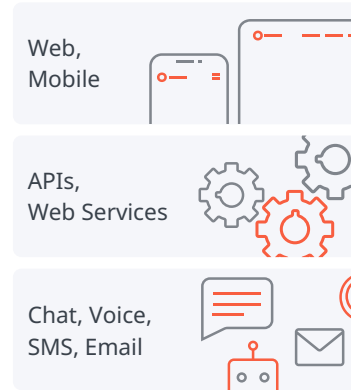 Web,
Mobile
APIs,
Web Services
Chat, Voice,
SMS, Email